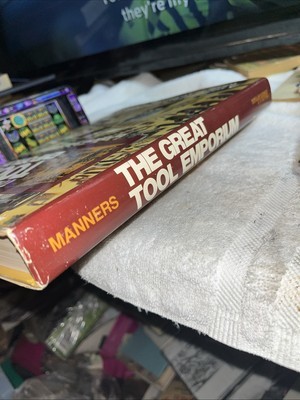 they're my
MANNERS
THE GREAT
TOOL EMPORIUM